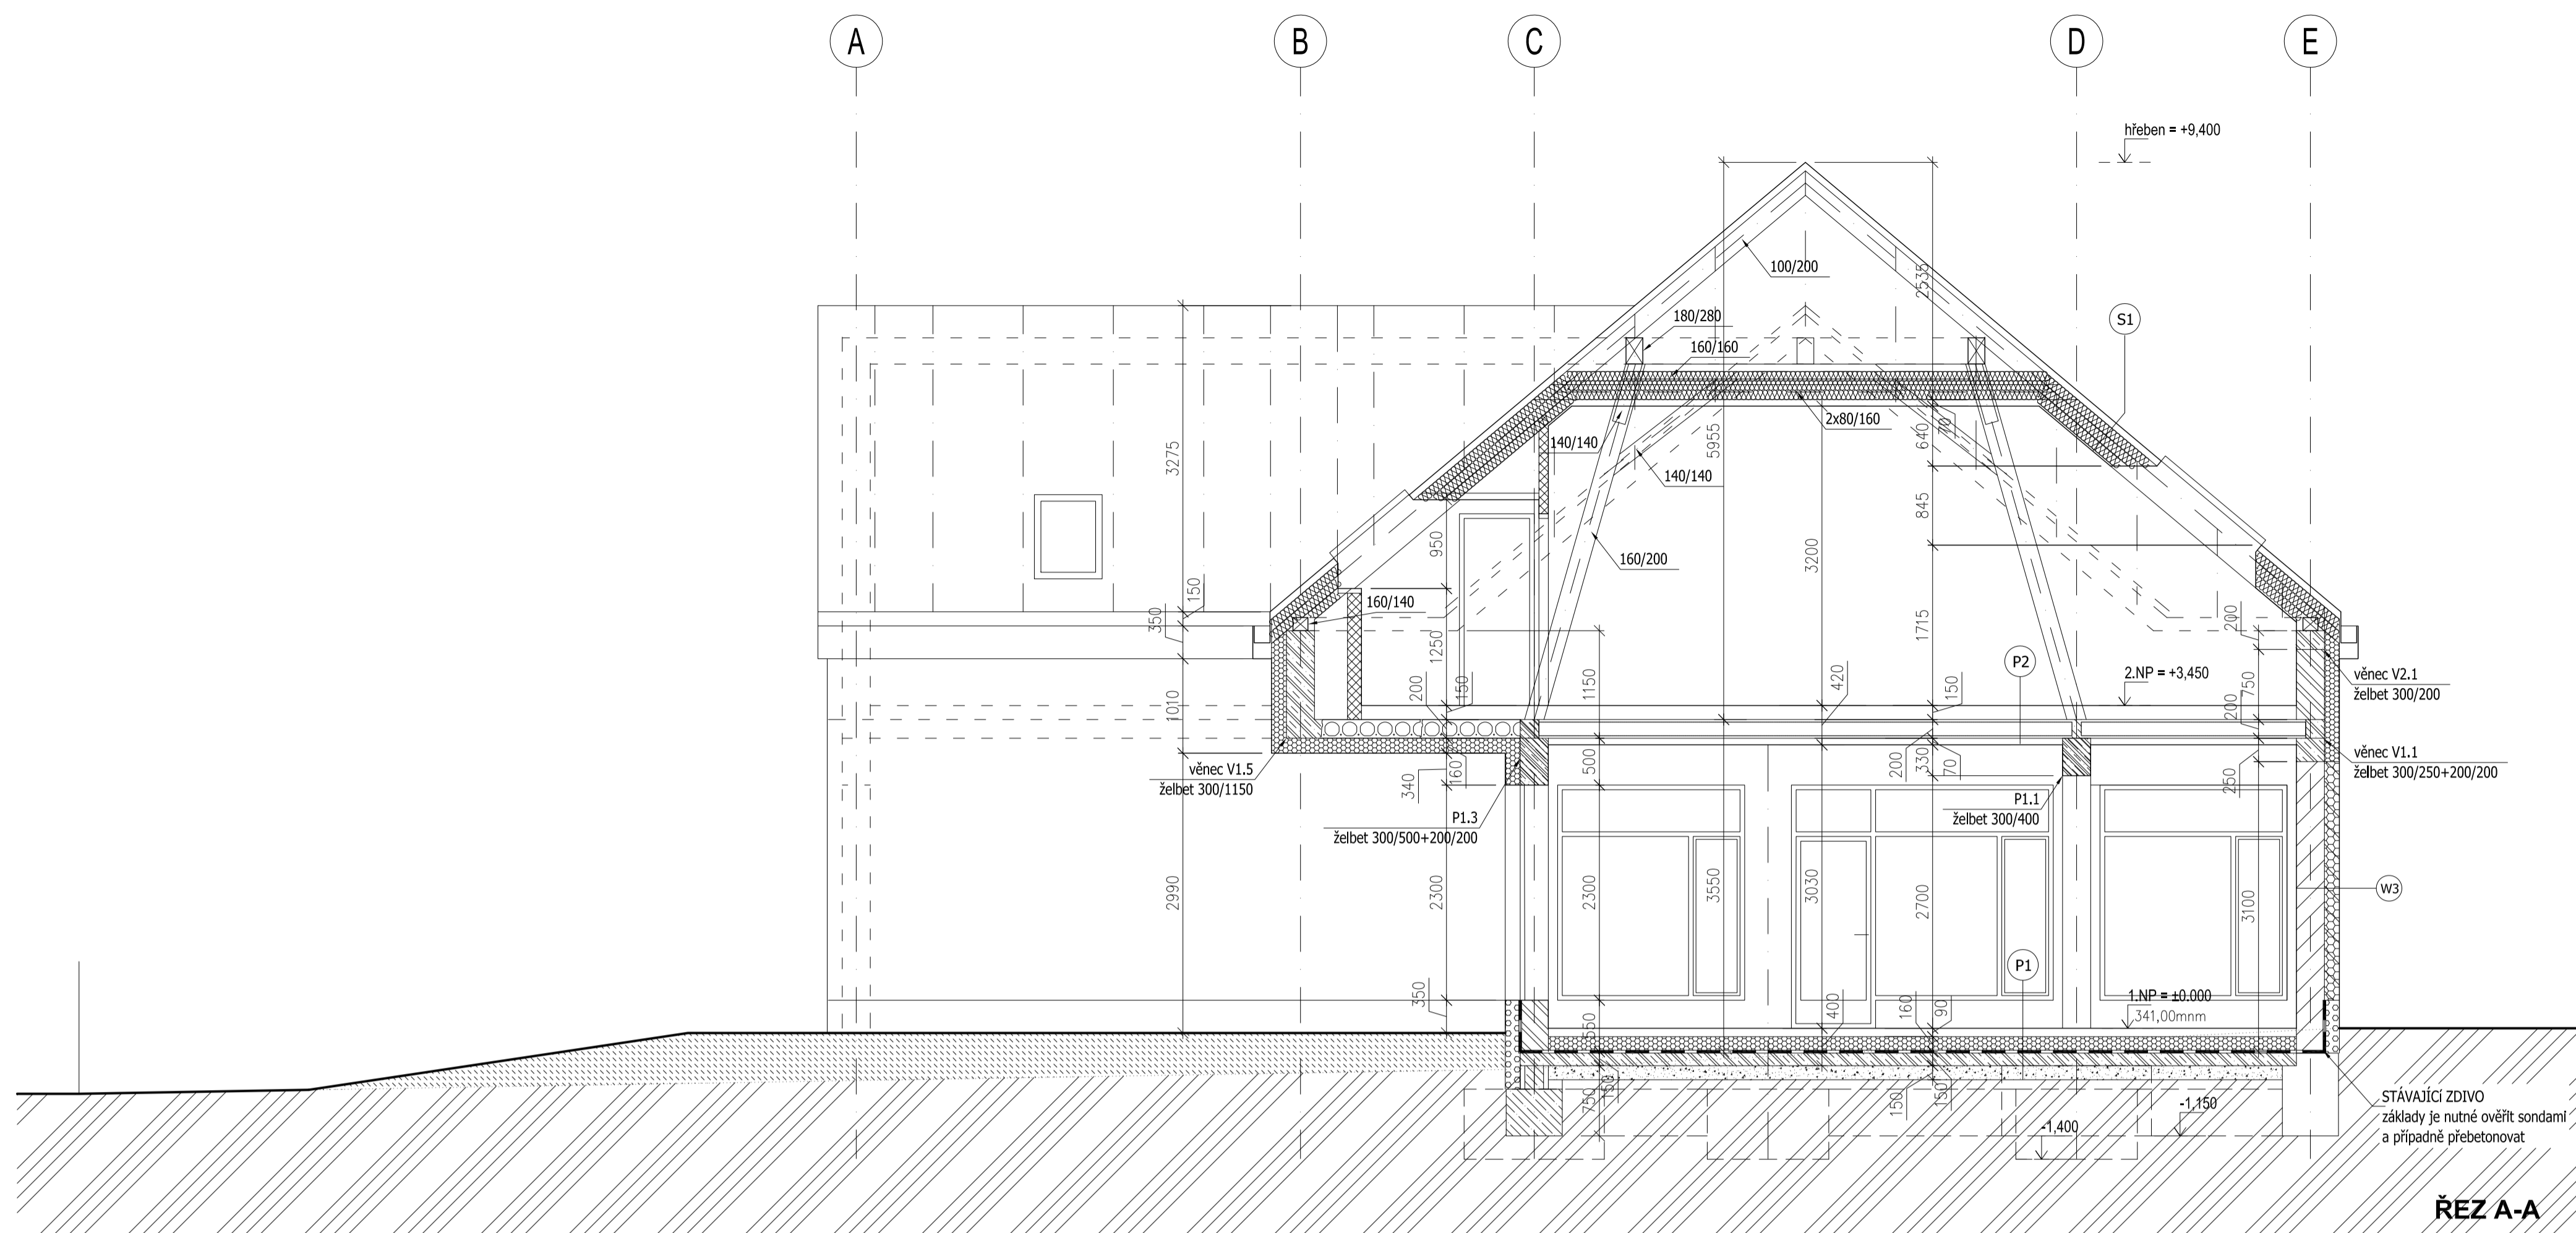 A
B
C
D
E
hřeben = +9,400
100/200
2535
180/280
S1
160/160
2x80/160
70
140/140
140/140
5955
640
3275
845
950
160/200
3200
150
350
160/140
1250
1715
200
1150
420
P2
2.NP = +3,450
věnec V2.1
želbet 300/200
750
200
150
150
200
1010
věnec V1.5
želbet 300/1150
340
160
500
200
330
70
250
věnec V1.1
želbet 300/250+200/200
P1.3
želbet 300/500+200/200
P1.1
želbet 300/400
2990
2300
2300
3550
3030
2700
3100
W3
P1
350
550
400
160
90
1.NP = ±0.000
341,00mnm
750
150
150
150
-1,400
-1,150
STÁVAJÍCÍ ZDIVO
základy je nutné ověřit sondami
a případně přebetonovat
ŘEZ A-A